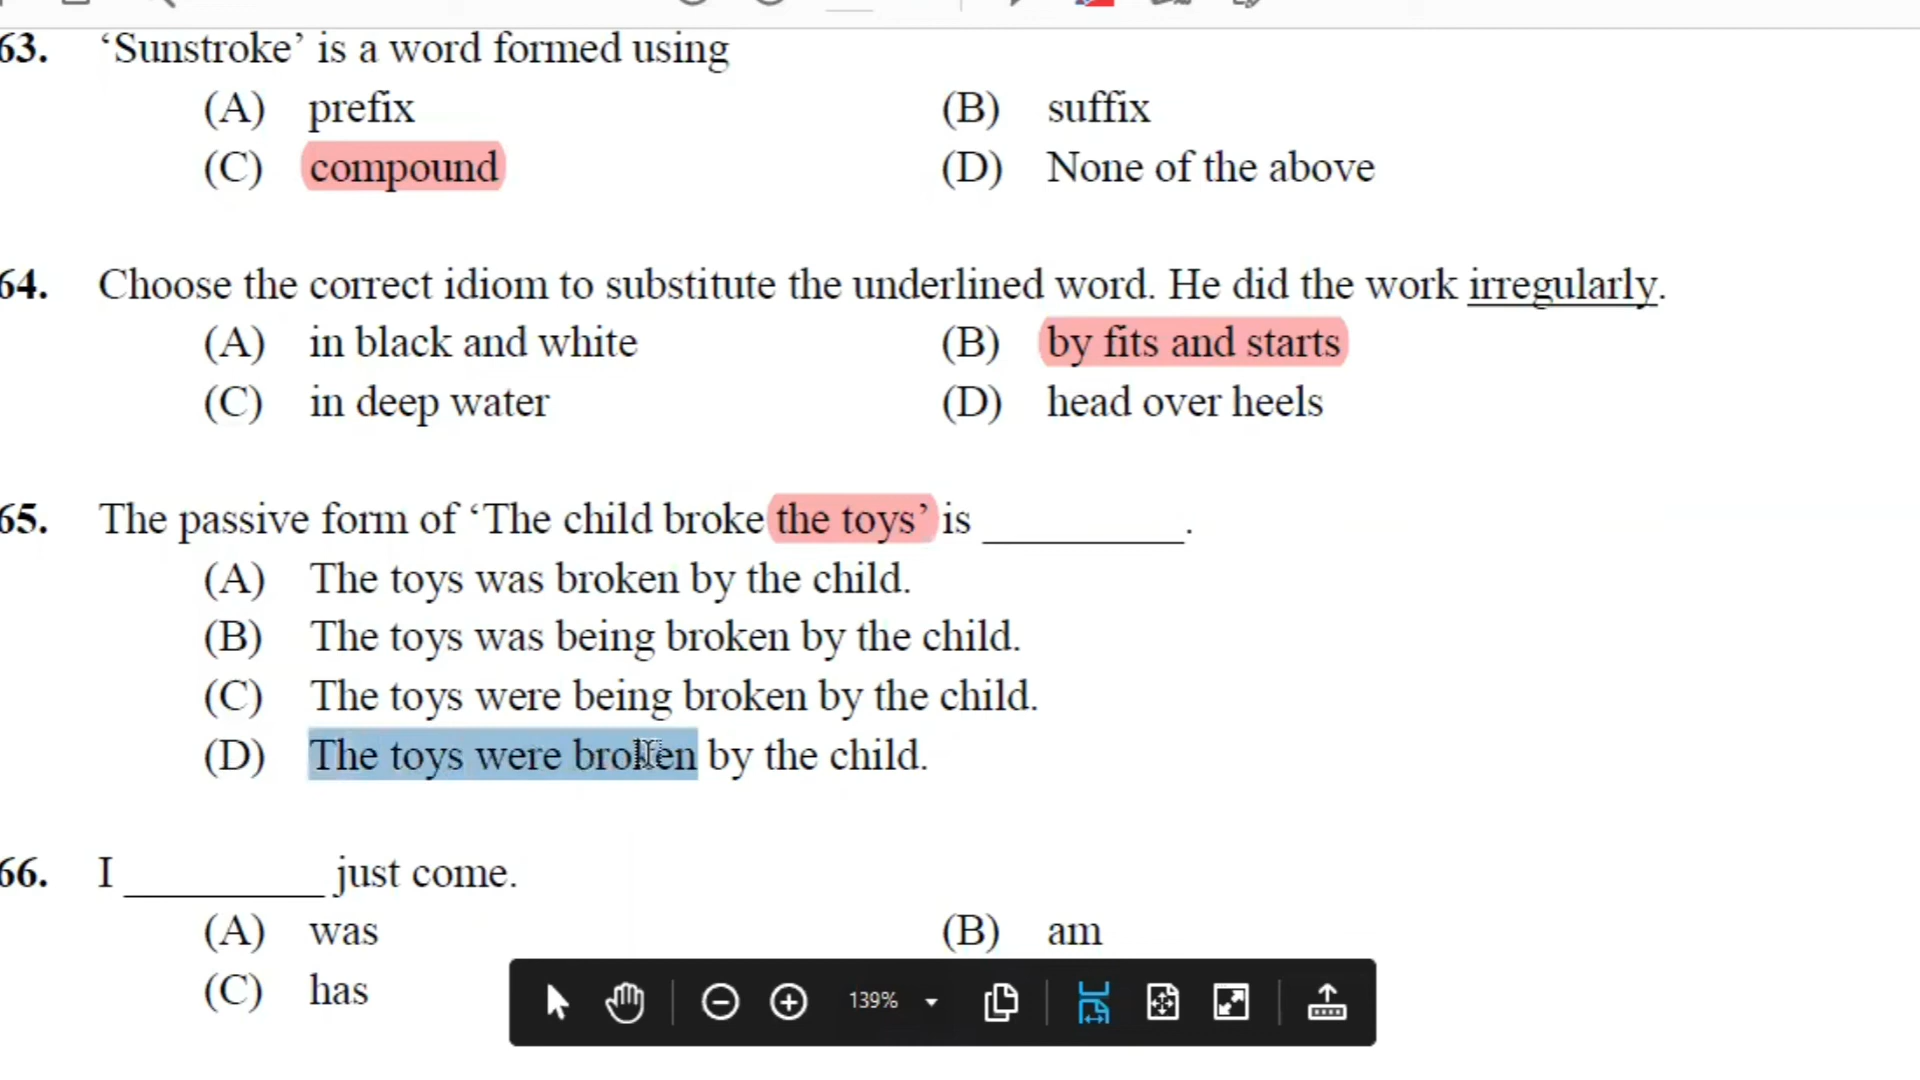 63. ‘Sunstroke’ is a word formed using
(A) prefix (B) suffix
(C) compound (D) None of the above
64. Choose the correct idiom to substitute the underlined word. He did the work irregularly.
(A) in black and white (B) by fits and starts
(C) in deep water (D) head over heels
65. The passive form of ‘The child broke the toys’ is __________.
(A) The toys was broken by the child.
(B) The toys was being broken by the child.
(C) The toys were being broken by the child.
(D) The toys were broken by the child.
66. I __________ just come.
(A) was (B) am
(C) has
139%